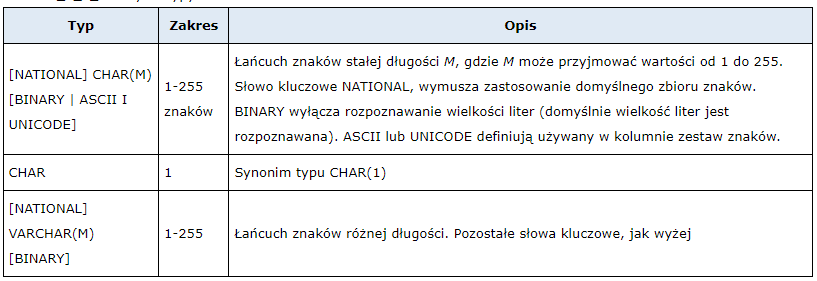 Typ Zakres Opis
[NATIONAL] CHAR(M)
[BINARY | ASCII I
UNICODE]
1-255
znaków
Łańcuch znaków stałej długości M, gdzie M może przyjmować wartości od 1 do 255.
Słowo kluczowe NATIONAL, wymusza zastosowanie domyślnego zbioru znaków.
BINARY wyłącza rozpoznawanie wielkości liter (domyślnie wielkość liter jest
rozpoznawana). ASCII lub UNICODE definiują używany w kolumnie zestaw znaków.
CHAR 1 Synonim typu CHAR(1)
[NATIONAL]
VARCHAR(M)
[BINARY]
1-255
Łańcuch znaków różnej długości. Pozostałe słowa kluczowe, jak wyżej